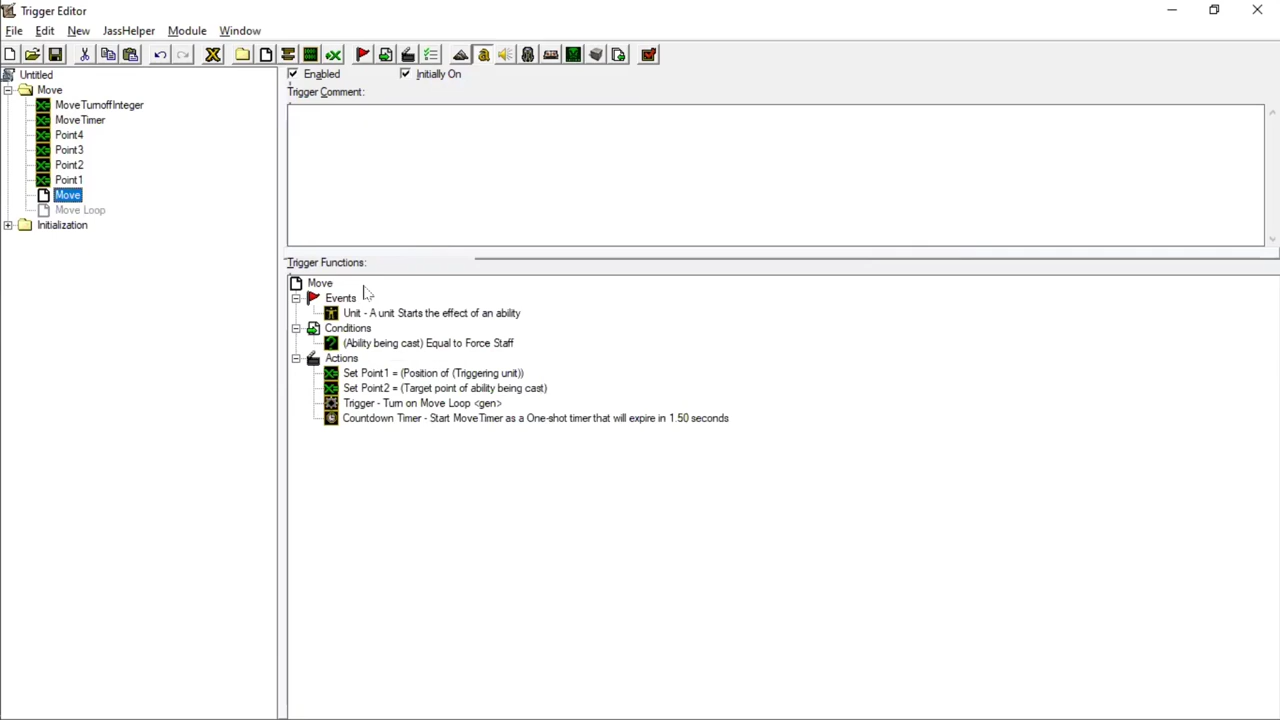 Trigger Editor
File Edit New JassHelper Module Window
Untitled
Move
MoveTurnoffInteger
MoveTimer
Point4
Point3
Point2
Point1
Move
Move Loop
Initialization
Enabled Initially On
Trigger Comment:
Trigger Functions:
Move
Events
Unit - A unit Starts the effect of an ability
Conditions
(Ability being cast) Equal to Force Staff
Actions
Set Point1 = (Position of (Triggering unit))
Set Point2 = (Target point of ability being cast)
Trigger - Turn on Move Loop <gen>
Countdown Timer - Start MoveTimer as a One-shot timer that will expire in 1.50 seconds